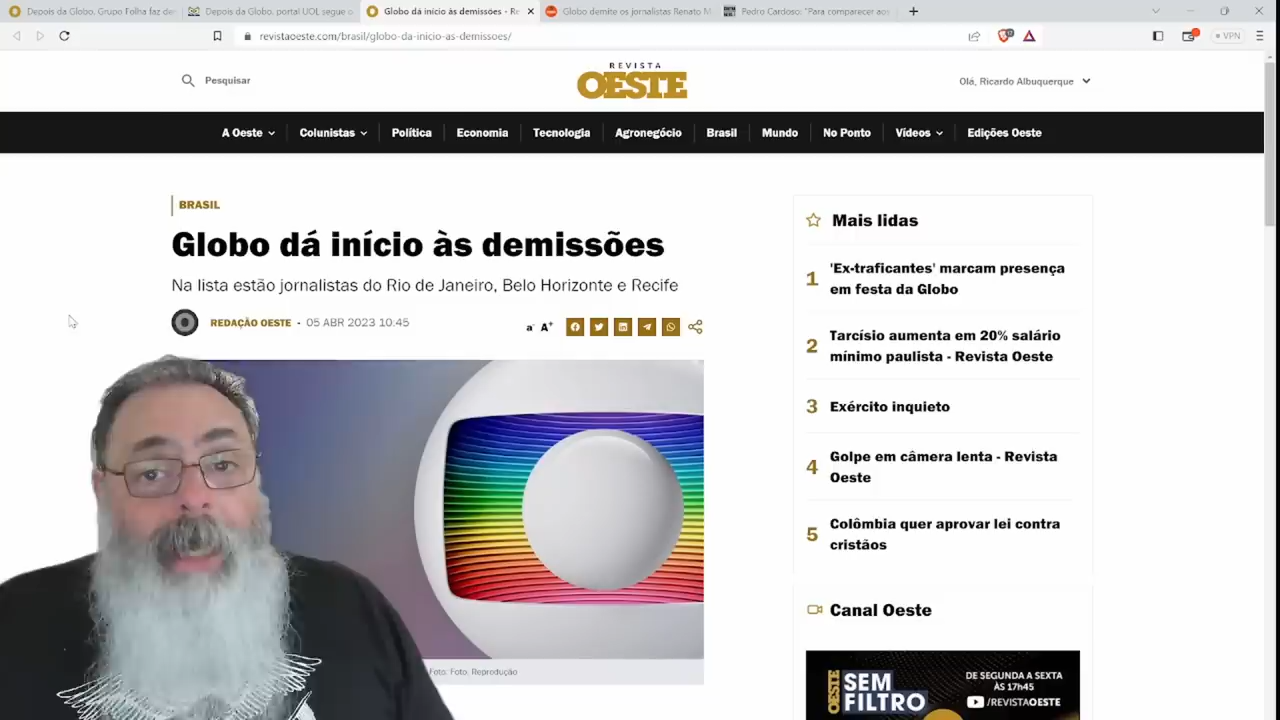 Depois da Globo, Grupo Folha faz de
Depois da Globo, portal UOL segue o
Globo dá início às demissões - Re
Globo demite os jornalistas Renato M
Pedro Cardoso: "Para comparecer aos
revistaoeste.com/brasil/globo-da-inicio-as-demissoes/
VPN
Pesquisar
REVISTA
OESTE
Olá, Ricardo Albuquerque
A Oeste
Colunistas
Política
Economia
Tecnologia
Agronegócio
Brasil
Mundo
No Ponto
Vídeos
Edições Oeste
BRASIL
Globo dá início às demissões
Na lista estão jornalistas do Rio de Janeiro, Belo Horizonte e Recife
REDAÇÃO OESTE - 05 ABR 2023 10:45
a- A+
Foto: Foto: Reprodução
Mais lidas
1
'Ex-traficantes' marcam presença
em festa da Globo
2
Tarcísio aumenta em 20% salário
mínimo paulista - Revista Oeste
3
Exército inquieto
4
Golpe em câmera lenta - Revista
Oeste
5
Colômbia quer aprovar lei contra
cristãos
Canal Oeste
OESTE
SEM
FILTRO
DE SEGUNDA A SEXTA
ÀS 17h45
/REVISTAOESTE